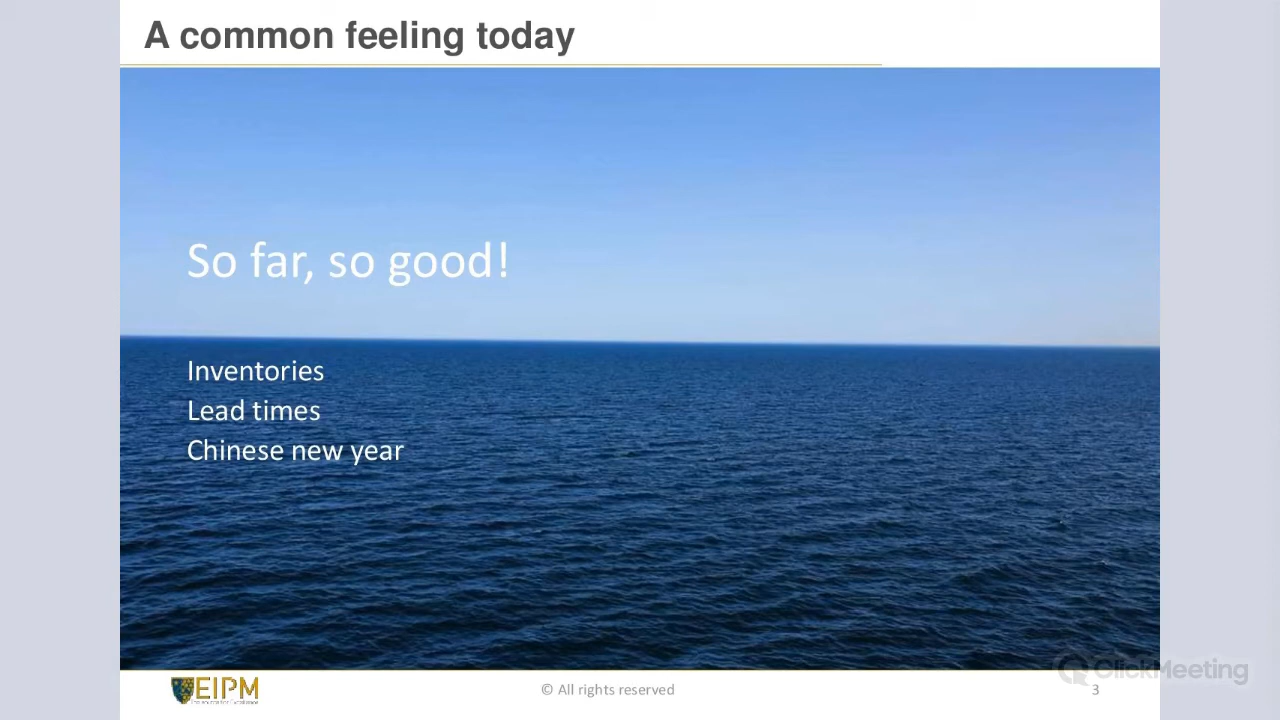 A common feeling today
So far, so good!
Inventories
Lead times
Chinese new year
EIPM
© All rights reserved
3
ClickMeeting